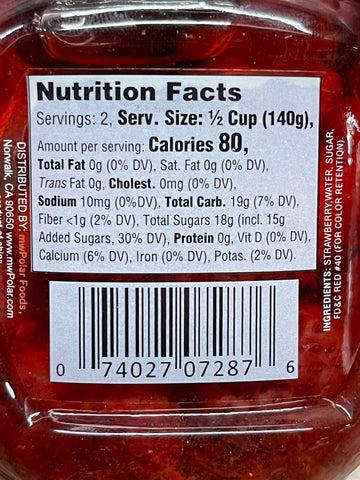 Nutrition Facts
Servings: 2, Serv. Size: ½ Cup (140g),
Amount per serving: Calories 80,
Total Fat 0g (0% DV), Sat. Fat 0g (0% DV),
Trans Fat 0g, Cholest. 0mg (0% DV),
Sodium 10mg (0%DV), Total Carb. 19g (7% DV),
Fiber <1g (2% DV), Total Sugars 18g (incl. 15g
Added Sugars, 30% DV), Protein 0g, Vit D (0% DV),
Calcium (6% DV), Iron (0% DV), Potas. (2% DV).
0 74027 07287 6
DISTRIBUTED BY: mwPolar Foods,
Norwalk, CA 90650 www.mwPolar.com
INGREDIENTS: STRAWBERRY,WATER, SUGAR,
FD&C RED #40 (FOR COLOR RETENTION).